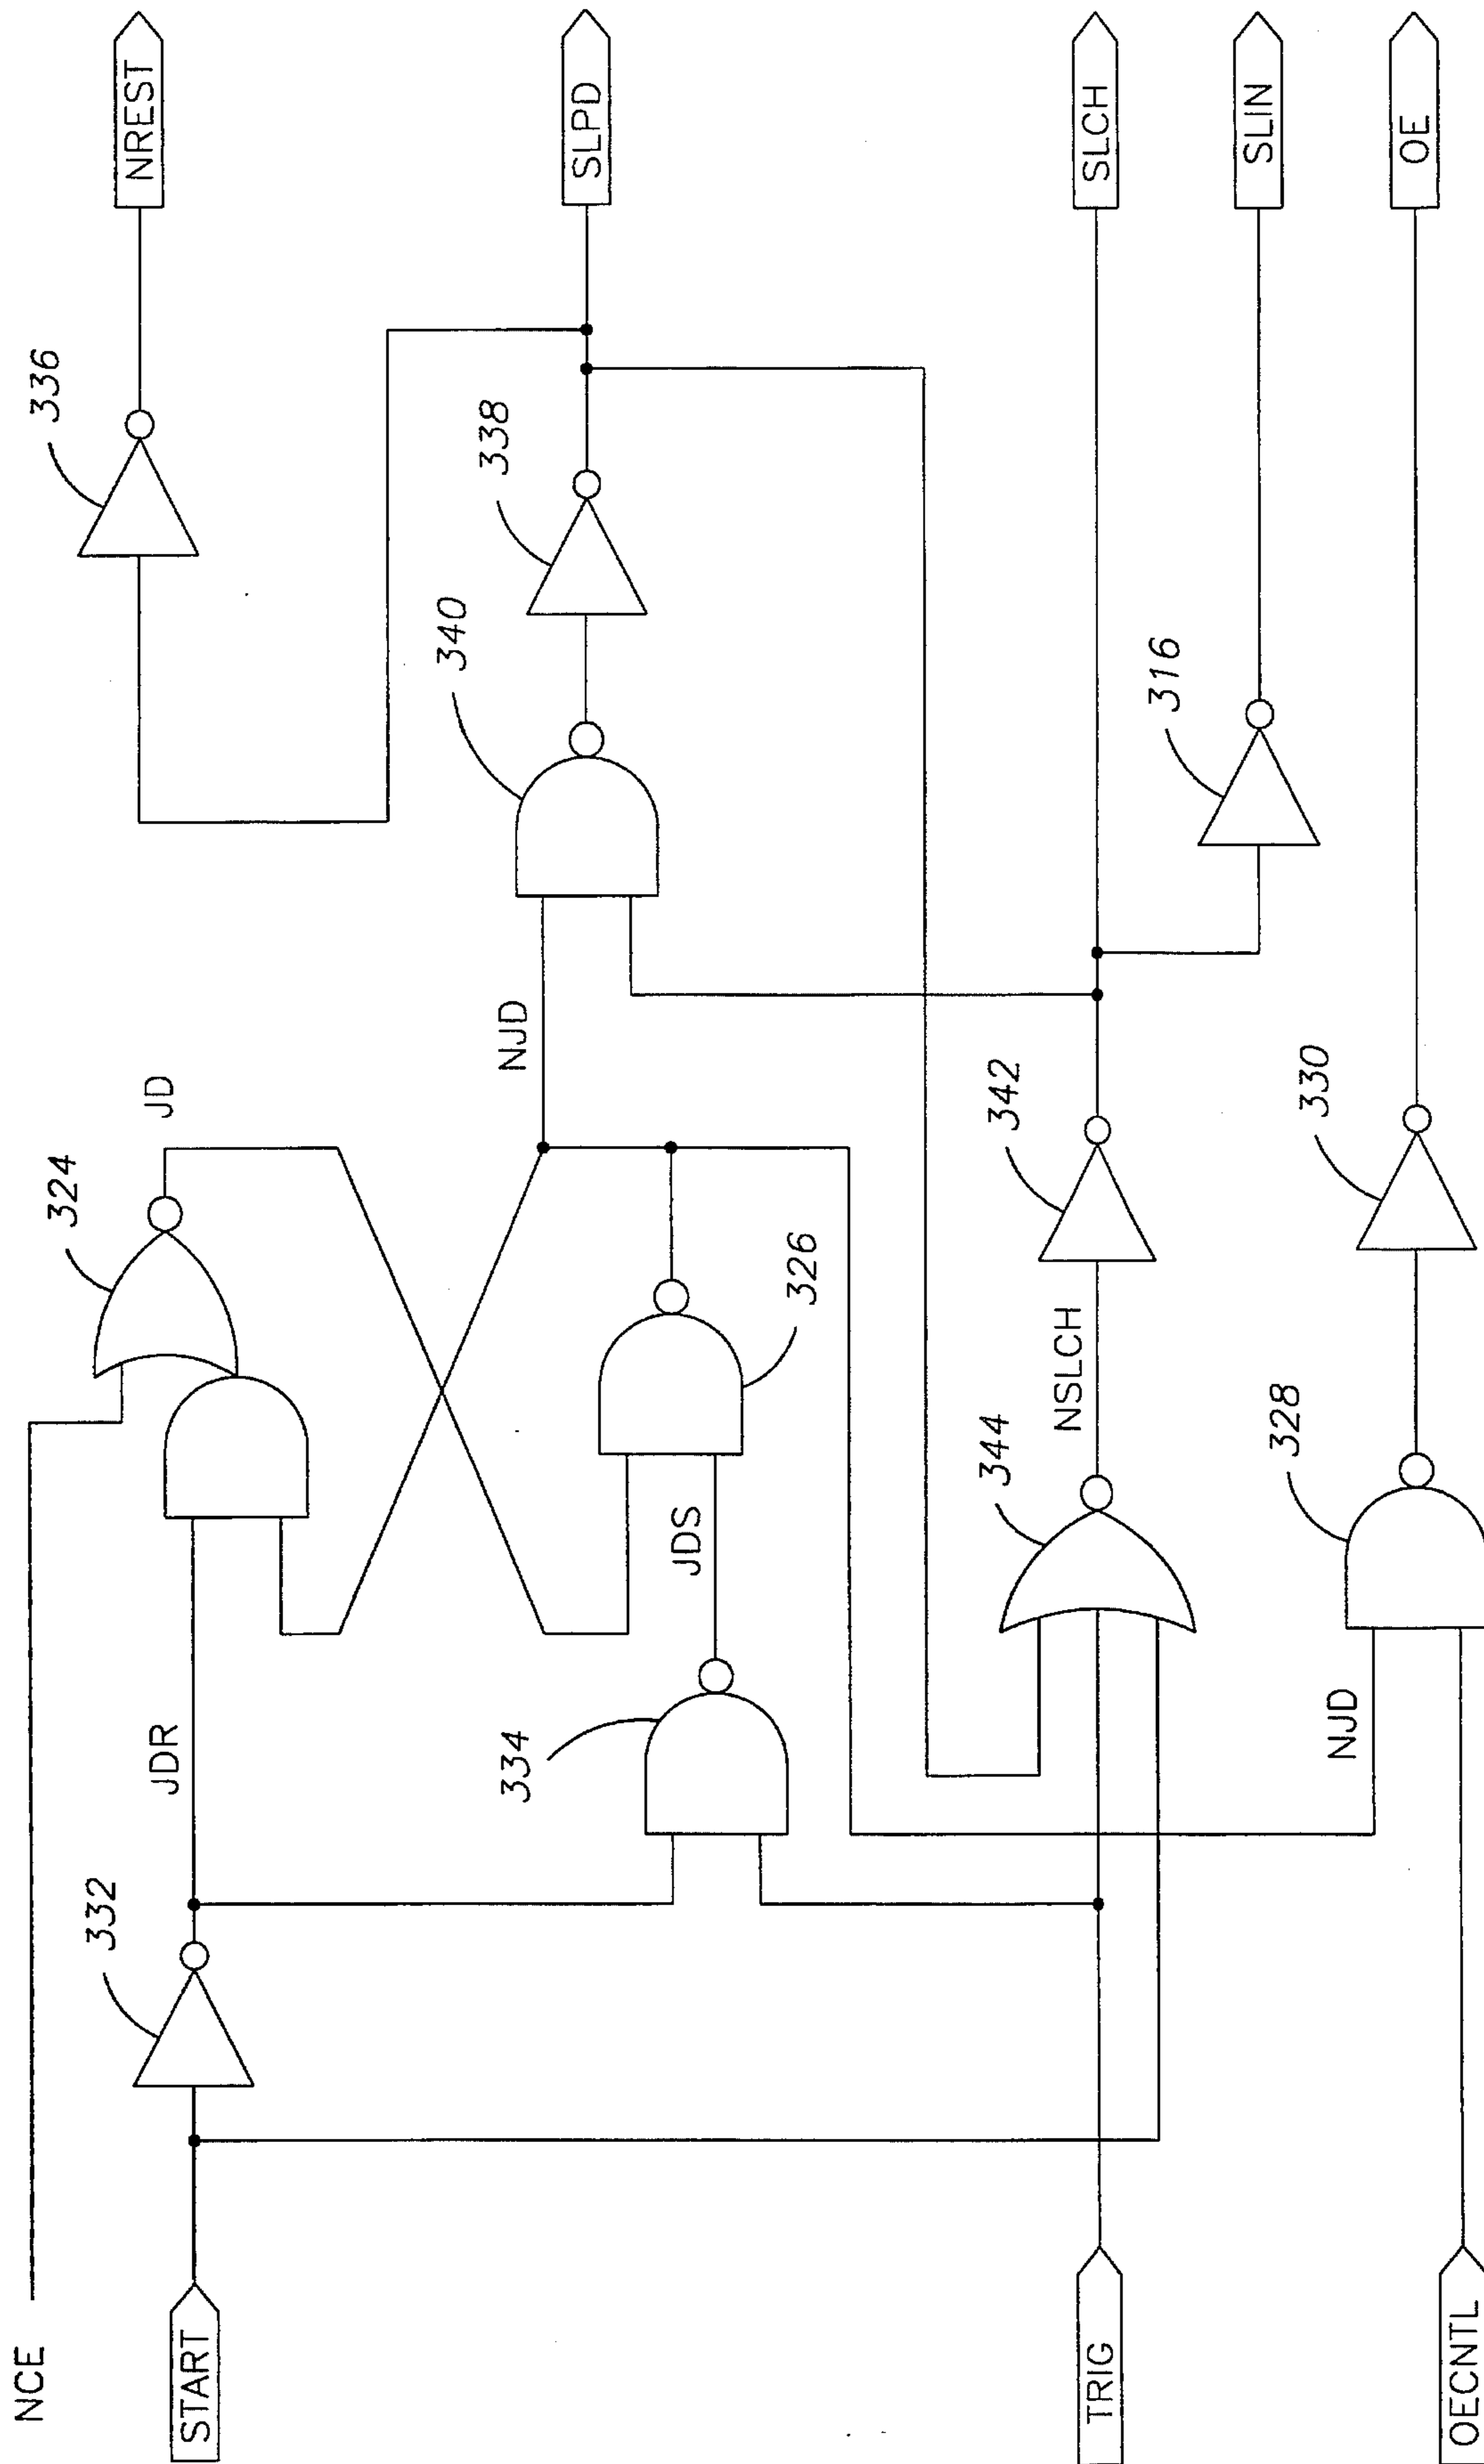 NCE
START
TRIG
OECNTL
332
JDR
334
JDS
324
JD
326
NJD
344
NSLCH
342
NJD
328
330
340
338
336
316
NREST
SLPD
SLCH
SLIN
OE